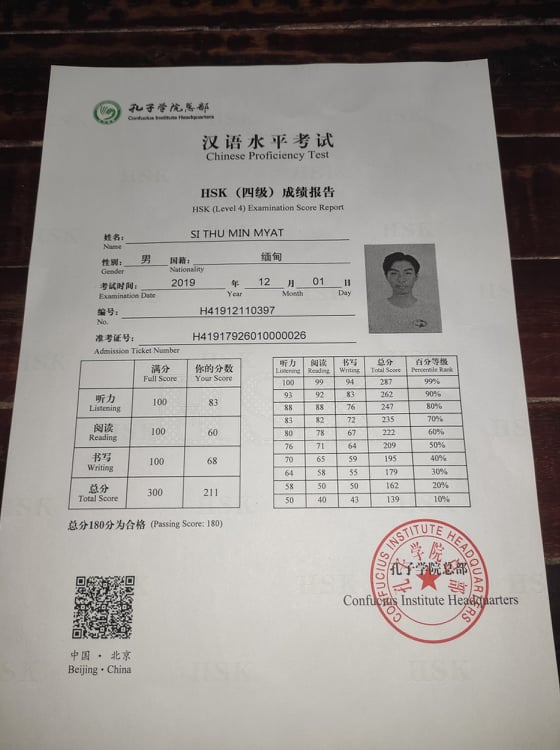 孔子学院总部
Confucius Institute Headquarters
汉语水平考试
Chinese Proficiency Test
HSK（四级）成绩报告
HSK (Level 4) Examination Score Report
姓名： SI THU MIN MYAT
Name
性别： 男 国籍： 缅甸
Gender Nationality
考试时间： 2019 年 12 月 01 日
Examination Date Year Month Day
编号： H41912110397
No.
准考证号： H41917926010000026
Admission Ticket Number
满分 你的分数
Full Score Your Score
听力 100 83
Listening
阅读 100 60
Reading
书写 100 68
Writing
总分 300 211
Total Score
总分180分为合格 (Passing Score: 180)
听力 阅读 书写 总分 百分等级
Listening Reading Writing Total Score Percentile Rank
100 99 94 287 99%
93 92 83 262 90%
88 88 76 247 80%
83 82 72 235 70%
80 78 67 222 60%
76 71 64 209 50%
70 65 59 195 40%
64 58 55 179 30%
58 50 50 162 20%
50 40 43 139 10%
孔子学院总部
Confucius Institute Headquarters
CONFUCIUS INSTITUTE HEADQUARTERS
孔子学院总部
中国·北京
Beijing·China
HSK